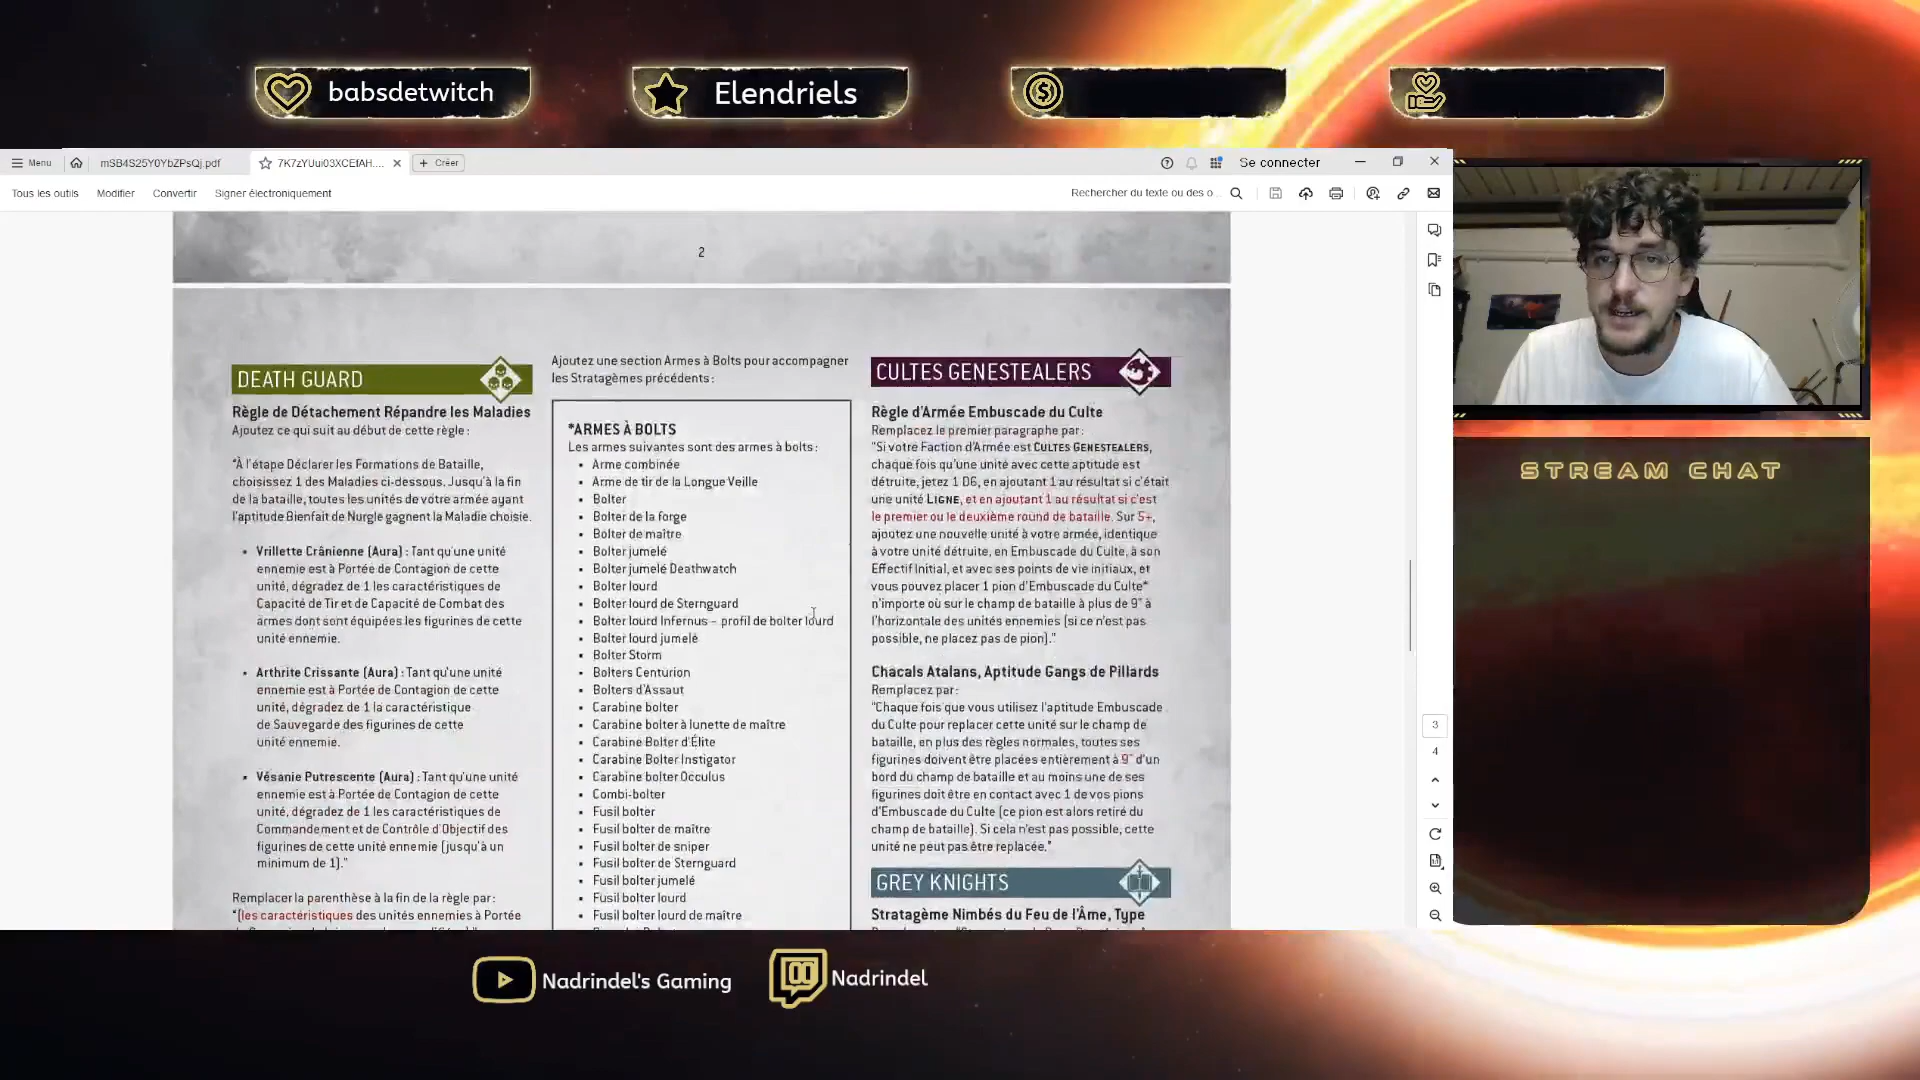 babsdetwitch
Elendriels
Menu
mSB4S25Y0YbZPsQj.pdf
7K7zYUui03XCEfAH....
+ Créer
Se connecter
Tous les outils
Modifier
Convertir
Signer électroniquement
Rechercher du texte ou des o...
2
DEATH GUARD
Règle de Détachement Répandre les Maladies
Ajoutez ce qui suit au début de cette règle :
"À l'étape Déclarer les Formations de Bataille,
choisissez 1 des Maladies ci-dessous. Jusqu'à la fin
de la bataille, toutes les unités de votre armée ayant
l'aptitude Bienfait de Nurgle gagnent la Maladie choisie.
• Vrillette Crânienne (Aura) : Tant qu'une unité
ennemie est à Portée de Contagion de cette
unité, dégradez de 1 les caractéristiques de
Capacité de Tir et de Capacité de Combat des
armes dont sont équipées les figurines de cette
unité ennemie.
• Arthrite Crissante (Aura) : Tant qu'une unité
ennemie est à Portée de Contagion de cette
unité, dégradez de 1 la caractéristique
de Sauvegarde des figurines de cette
unité ennemie.
• Vésanie Putrescente (Aura) : Tant qu'une unité
ennemie est à Portée de Contagion de cette
unité, dégradez de 1 les caractéristiques de
Commandement et de Contrôle d'Objectif des
figurines de cette unité ennemie (jusqu'à un
minimum de 1)."
Remplacer la parenthèse à la fin de la règle par :
"(les caractéristiques des unités ennemies à Portée
Ajoutez une section Armes à Bolts pour accompagner
les Stratagèmes précédents :
*ARMES À BOLTS
Les armes suivantes sont des armes à bolts :
• Arme combinée
• Arme de tir de la Longue Veille
• Bolter
• Bolter de la forge
• Bolter de maître
• Bolter jumelé
• Bolter jumelé Deathwatch
• Bolter lourd
• Bolter lourd de Sternguard
• Bolter lourd Infernus – profil de bolter lourd
• Bolter lourd jumelé
• Bolter Storm
• Bolters Centurion
• Bolters d'Assaut
• Carabine bolter
• Carabine bolter à lunette de maître
• Carabine Bolter d'Élite
• Carabine Bolter Instigator
• Carabine bolter Occulus
• Combi-bolter
• Fusil bolter
• Fusil bolter de maître
• Fusil bolter de sniper
• Fusil bolter de Sternguard
• Fusil bolter jumelé
• Fusil bolter lourd
• Fusil bolter lourd de maître
CULTES GENESTEALERS
Règle d'Armée Embuscade du Culte
Remplacez le premier paragraphe par :
"Si votre Faction d'Armée est CULTES GENESTEALERS,
chaque fois qu'une unité avec cette aptitude est
détruite, jetez 1 D6, en ajoutant 1 au résultat si c'était
une unité LIGNE, et en ajoutant 1 au résultat si c'est
le premier ou le deuxième round de bataille. Sur 5+,
ajoutez une nouvelle unité à votre armée, identique
à votre unité détruite, en Embuscade du Culte, à son
Effectif Initial, et avec ses points de vie initiaux, et
vous pouvez placer 1 pion d'Embuscade du Culte*
n'importe où sur le champ de bataille à plus de 9" à
l'horizontale des unités ennemies (si ce n'est pas
possible, ne placez pas de pion)."
Chacals Atalans, Aptitude Gangs de Pillards
Remplacez par :
"Chaque fois que vous utilisez l'aptitude Embuscade
du Culte pour replacer cette unité sur le champ de
bataille, en plus des règles normales, toutes ses
figurines doivent être placées entièrement à 9" d'un
bord du champ de bataille et au moins une de ses
figurines doit être en contact avec 1 de vos pions
d'Embuscade du Culte (ce pion est alors retiré du
champ de bataille). Si cela n'est pas possible, cette
unité ne peut pas être replacée."
GREY KNIGHTS
Stratagème Nimbés du Feu de l'Âme, Type
3
4
STREAM CHAT
Nadrindel's Gaming
Nadrindel